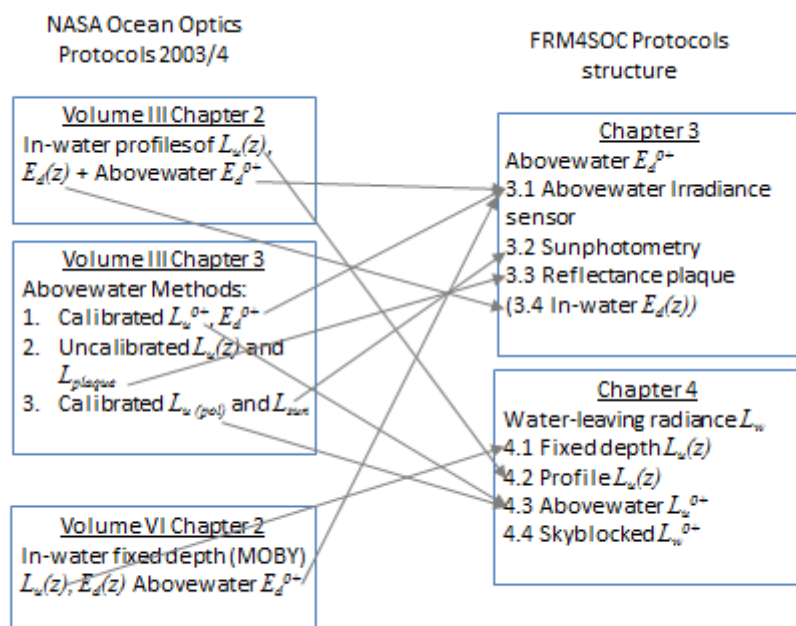 NASA Ocean Optics
Protocols 2003/4
Volume III Chapter 2
In-water profiles of Lu(z),
Ed(z) + Abovewater Ed0+
Volume III Chapter 3
Abovewater Methods:
1. Calibrated Lu0+, Ed0+
2. Uncalibrated Lu(z) and
Lplaque
3. Calibrated Lu (pol) and Lsun
Volume VI Chapter 2
In-water fixed depth (MOBY)
Lu(z), Ed(z) Abovewater Ed0+
FRM4SOC Protocols
structure
Chapter 3
Abovewater Ed0+
3.1 Abovewater Irradiance
sensor
3.2 Sunphotometry
3.3 Reflectance plaque
(3.4 In-water Ed(z))
Chapter 4
Water-leaving radiance Lw
4.1 Fixed depth Lu(z)
4.2 Profile Lu(z)
4.3 Abovewater Lu0+
4.4 Skyblocked Lw0+